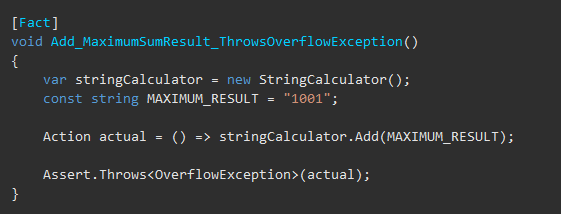 [Fact]
void Add_MaximumSumResult_ThrowsOverflowException()
{
    var stringCalculator = new StringCalculator();
    const string MAXIMUM_RESULT = "1001";

    Action actual = () => stringCalculator.Add(MAXIMUM_RESULT);

    Assert.Throws<OverflowException>(actual);
}